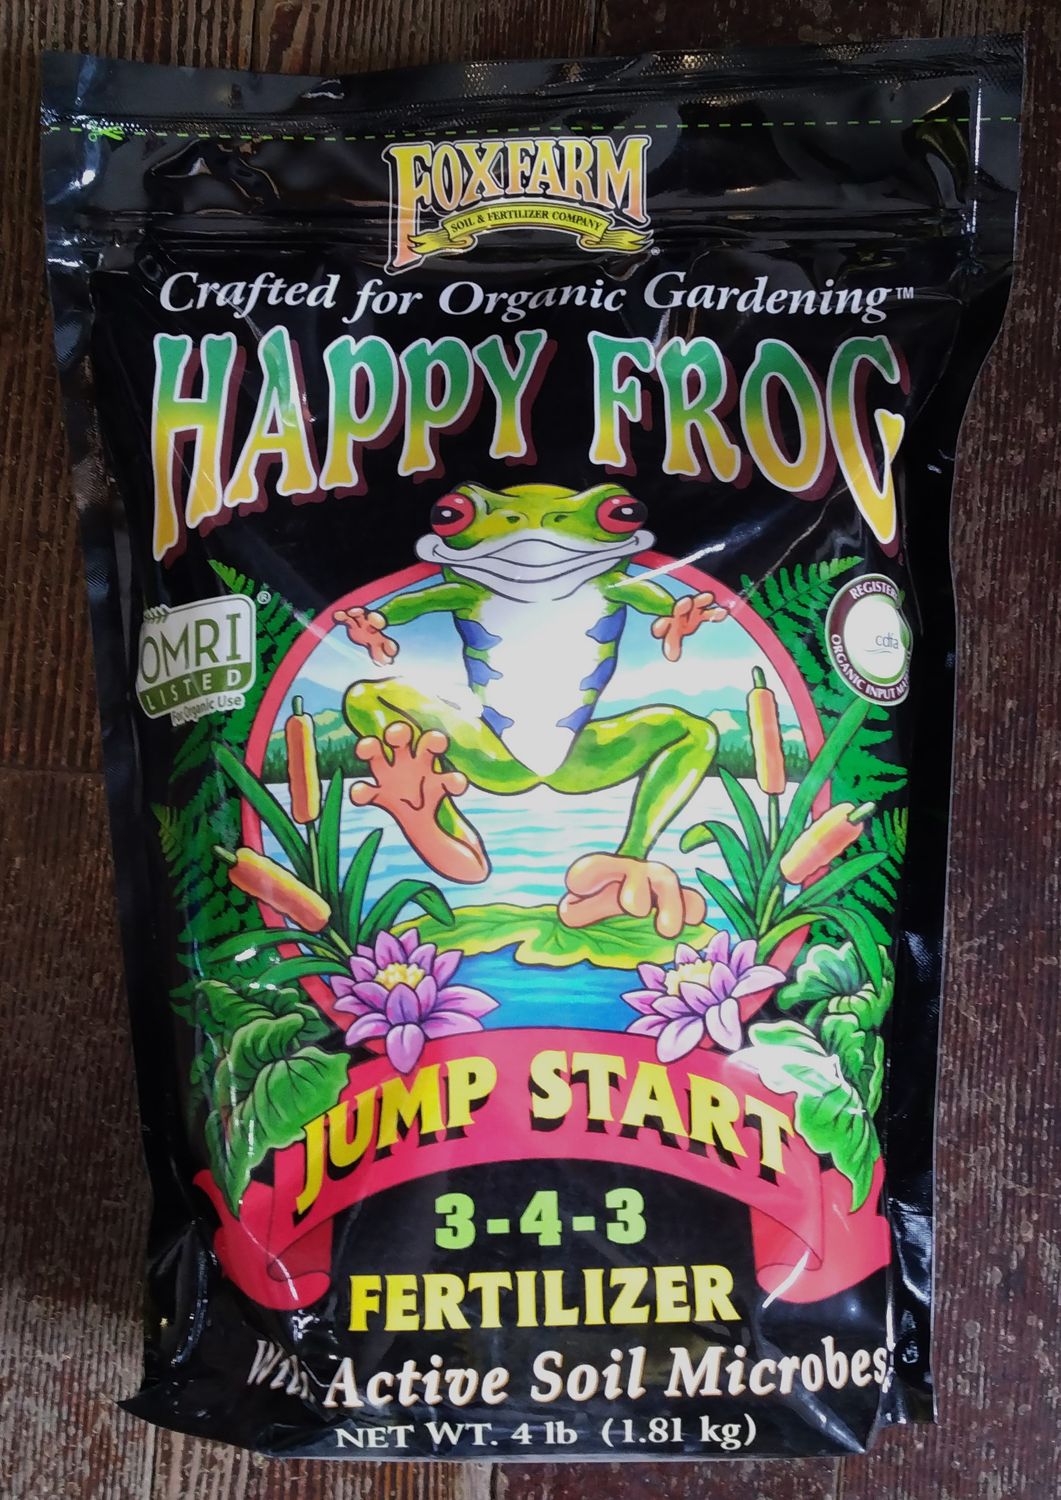 FOXFARM
SOIL & FERTILIZER COMPANY
Crafted for Organic Gardening™
HAPPY FROG
OMRI ®
LISTED
For Organic Use
REGISTERED
cdfa
ORGANIC INPUT
JUMP START
3-4-3
FERTILIZER
With Active Soil Microbes
NET WT. 4 lb (1.81 kg)